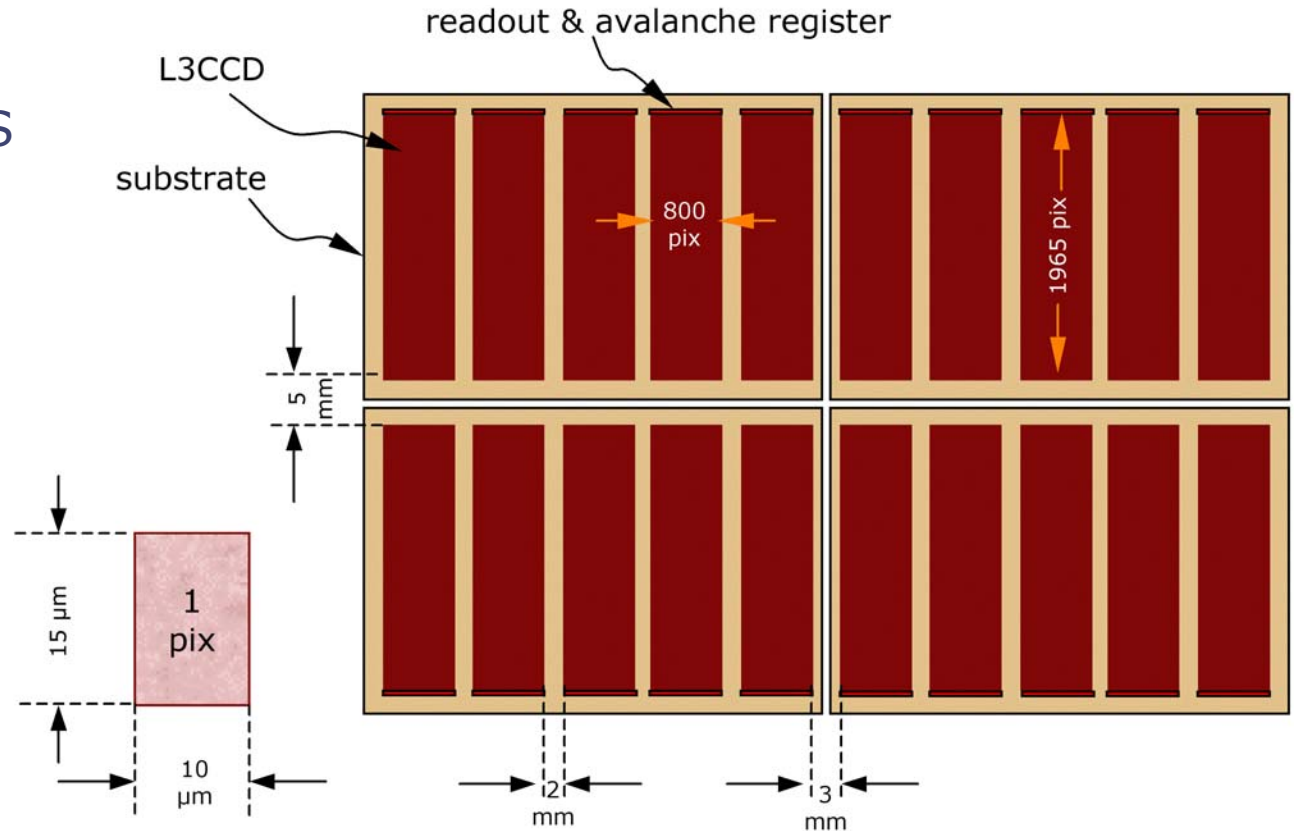 readout & avalanche register
L3CCD
S
substrate
800
pix
1965 pix
5
mm
15 µm
1
pix
10
µm
2
mm
3
mm